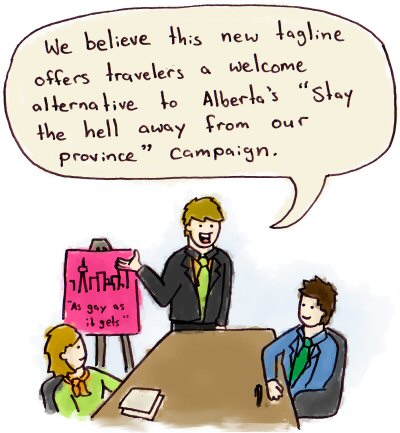 We believe this new tagline
offers travelers a welcome
alternative to Alberta's "Stay
the hell away from our
province" campaign.
"As gay as
it gets"